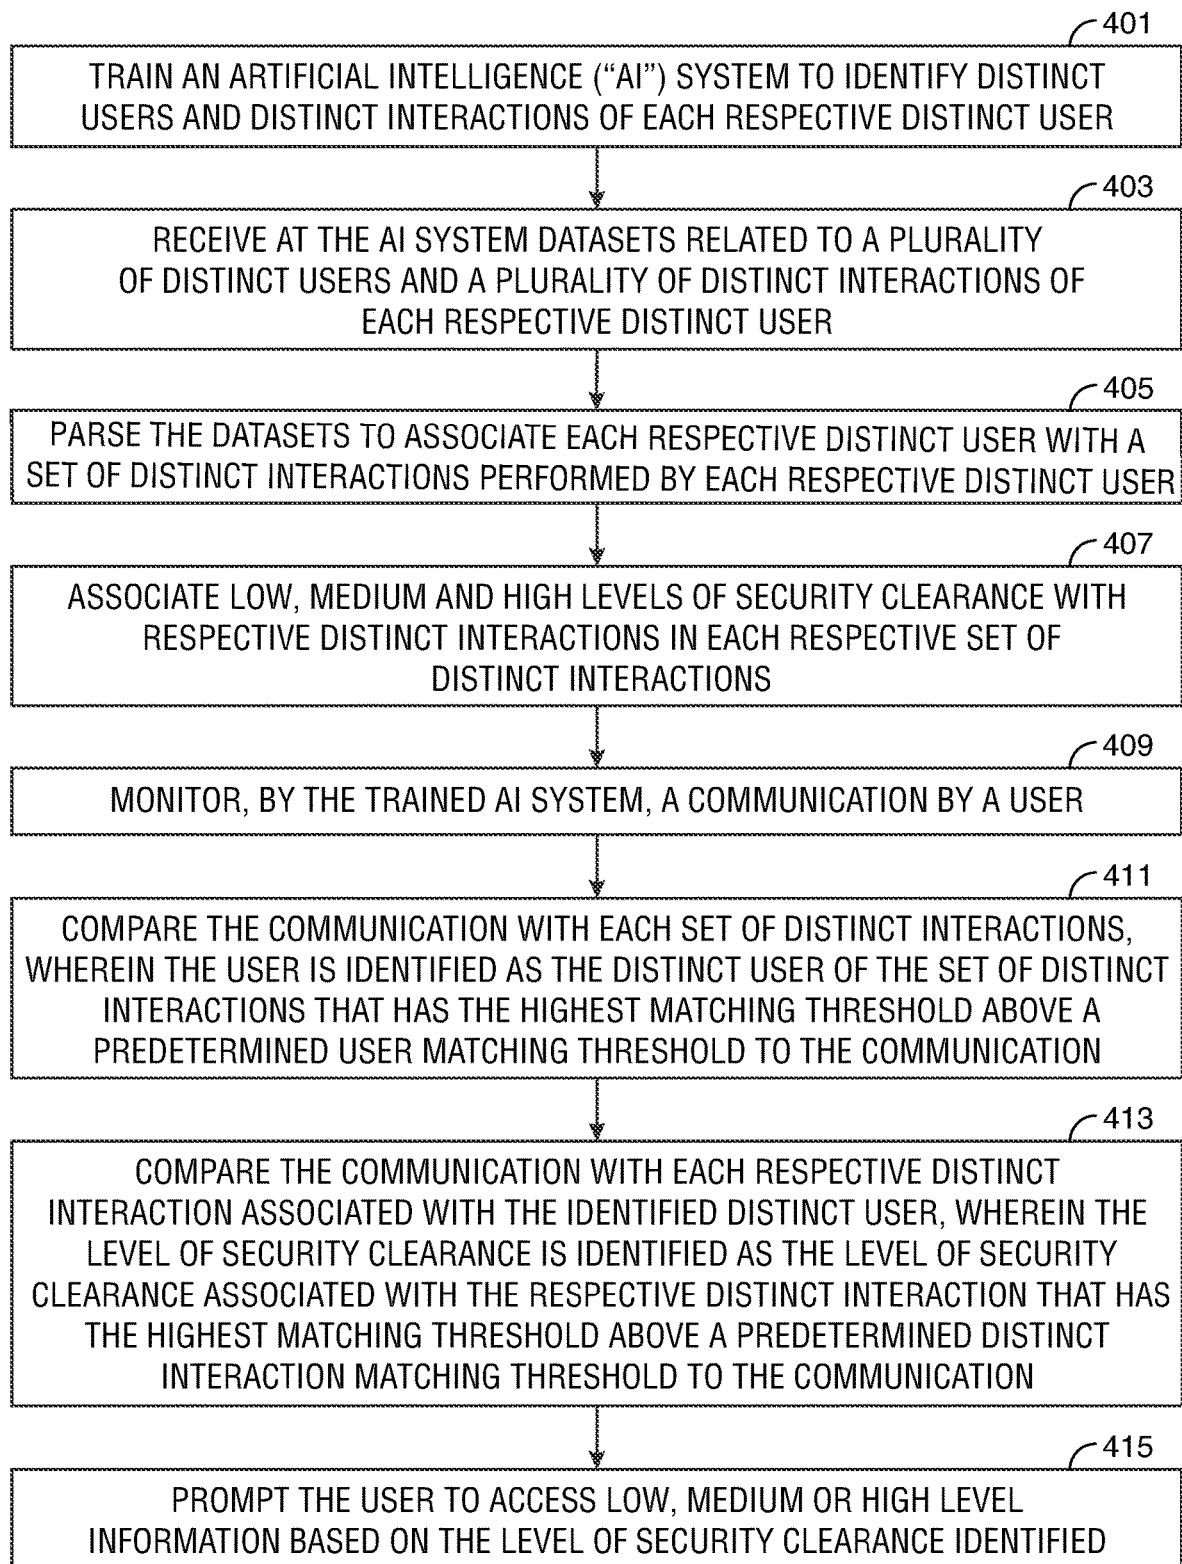 401
TRAIN AN ARTIFICIAL INTELLIGENCE (“AI”) SYSTEM TO IDENTIFY DISTINCT
USERS AND DISTINCT INTERACTIONS OF EACH RESPECTIVE DISTINCT USER
403
RECEIVE AT THE AI SYSTEM DATASETS RELATED TO A PLURALITY
OF DISTINCT USERS AND A PLURALITY OF DISTINCT INTERACTIONS OF
EACH RESPECTIVE DISTINCT USER
405
PARSE THE DATASETS TO ASSOCIATE EACH RESPECTIVE DISTINCT USER WITH A
SET OF DISTINCT INTERACTIONS PERFORMED BY EACH RESPECTIVE DISTINCT USER
407
ASSOCIATE LOW, MEDIUM AND HIGH LEVELS OF SECURITY CLEARANCE WITH
RESPECTIVE DISTINCT INTERACTIONS IN EACH RESPECTIVE SET OF
DISTINCT INTERACTIONS
409
MONITOR, BY THE TRAINED AI SYSTEM, A COMMUNICATION BY A USER
411
COMPARE THE COMMUNICATION WITH EACH SET OF DISTINCT INTERACTIONS,
WHEREIN THE USER IS IDENTIFIED AS THE DISTINCT USER OF THE SET OF DISTINCT
INTERACTIONS THAT HAS THE HIGHEST MATCHING THRESHOLD ABOVE A
PREDETERMINED USER MATCHING THRESHOLD TO THE COMMUNICATION
413
COMPARE THE COMMUNICATION WITH EACH RESPECTIVE DISTINCT
INTERACTION ASSOCIATED WITH THE IDENTIFIED DISTINCT USER, WHEREIN THE
LEVEL OF SECURITY CLEARANCE IS IDENTIFIED AS THE LEVEL OF SECURITY
CLEARANCE ASSOCIATED WITH THE RESPECTIVE DISTINCT INTERACTION THAT HAS
THE HIGHEST MATCHING THRESHOLD ABOVE A PREDETERMINED DISTINCT
INTERACTION MATCHING THRESHOLD TO THE COMMUNICATION
415
PROMPT THE USER TO ACCESS LOW, MEDIUM OR HIGH LEVEL
INFORMATION BASED ON THE LEVEL OF SECURITY CLEARANCE IDENTIFIED